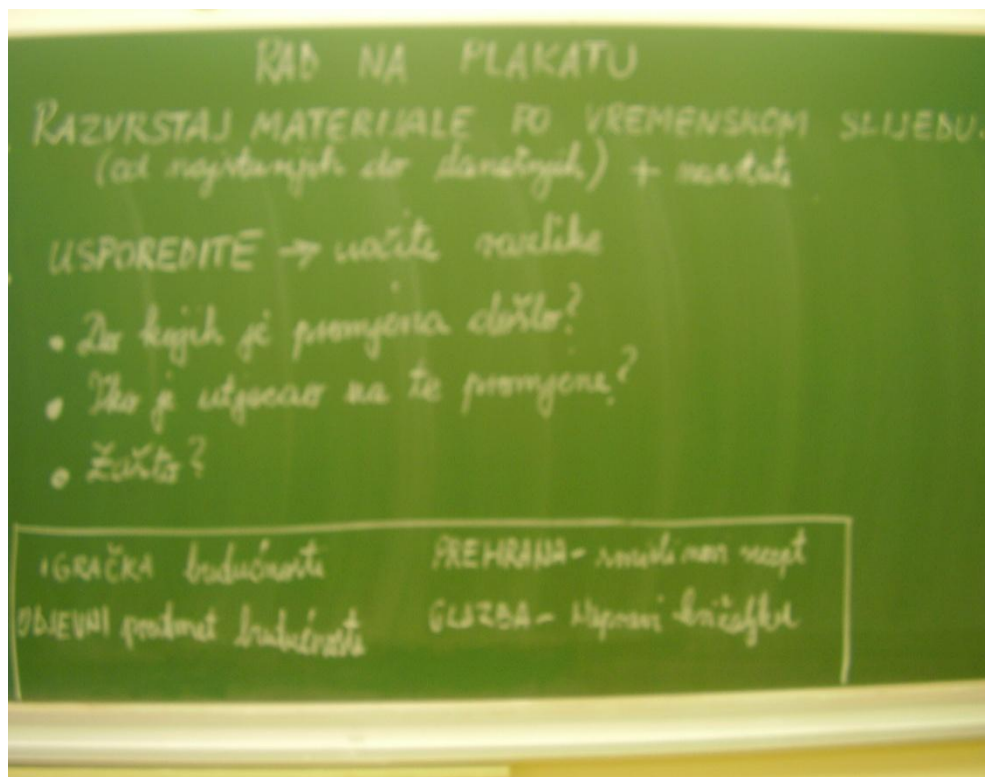 RAD NA PLAKATU
RAZVRSTAJ MATERIJALE PO VREMENSKOM SLIJEDU.
(od najstarijih do današnjih) +
USPOREDITE → uočite razlike
• Do kojih je promjena došlo?
• Tko je utjecao na te promjene?
• Zašto?
IGRAČKA budućnosti
PREHRANA - smisli novi recept
ODJEVNI predmet budućnosti
GLAZBA - Napravi